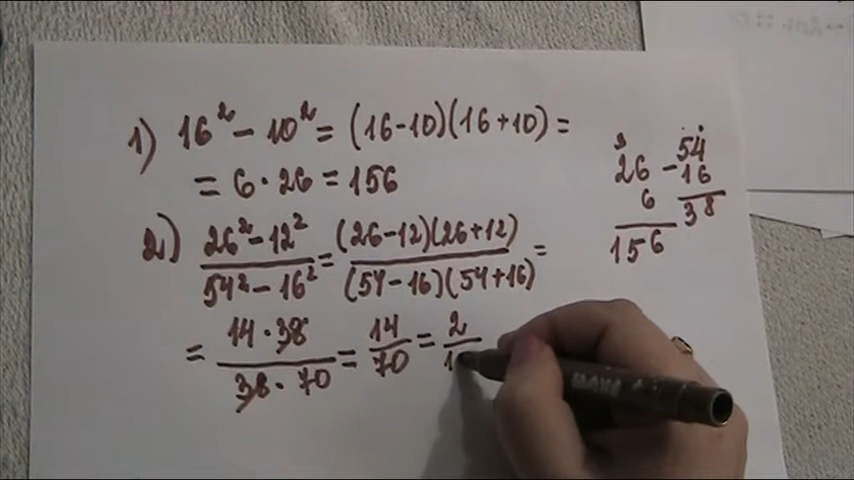 1) 16² - 10² = (16-10)(16+10) =
= 6 · 26 = 156
2) (26² - 12²)/(54² - 16²) = ((26-12)(26+12))/((54-16)(54+16)) =
= (14 · 38)/(38 · 70) = 14/70 = 2/1
3
26
6
156
- 54
16
38